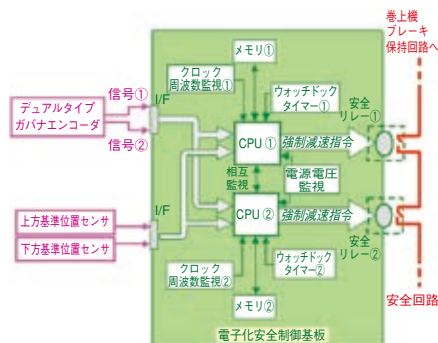 巻上機
ブレーキ
保持回路へ
メモリ①
クロック
周波数監視①
ウォッチドック
タイマー①
安全
リレー①
信号①
I/F
デュアルタイプ
ガバナエンコーダ
信号②
CPU①
強制減速指令
相互
監視
電源電圧
監視
CPU②
強制減速指令
I/F
上方基準位置センサ
下方基準位置センサ
安全
リレー②
クロック
周波数監視②
ウォッチドック
タイマー②
メモリ②
安全回路
電子化安全制御基板